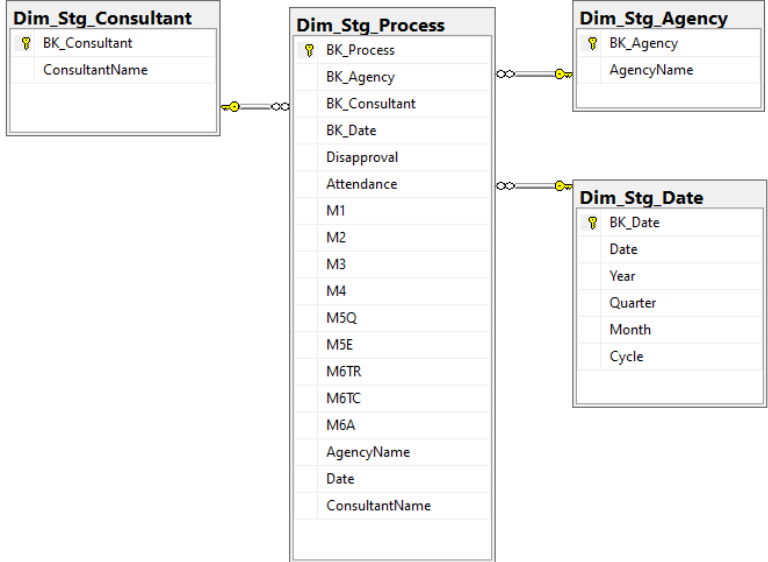 Dim_Stg_Consultant
BK_Consultant
ConsultantName
Dim_Stg_Process
BK_Process
BK_Agency
BK_Consultant
BK_Date
Disapproval
Attendance
M1
M2
M3
M4
M5Q
M5E
M6TR
M6TC
M6A
AgencyName
Date
ConsultantName
Dim_Stg_Agency
BK_Agency
AgencyName
Dim_Stg_Date
BK_Date
Date
Year
Quarter
Month
Cycle